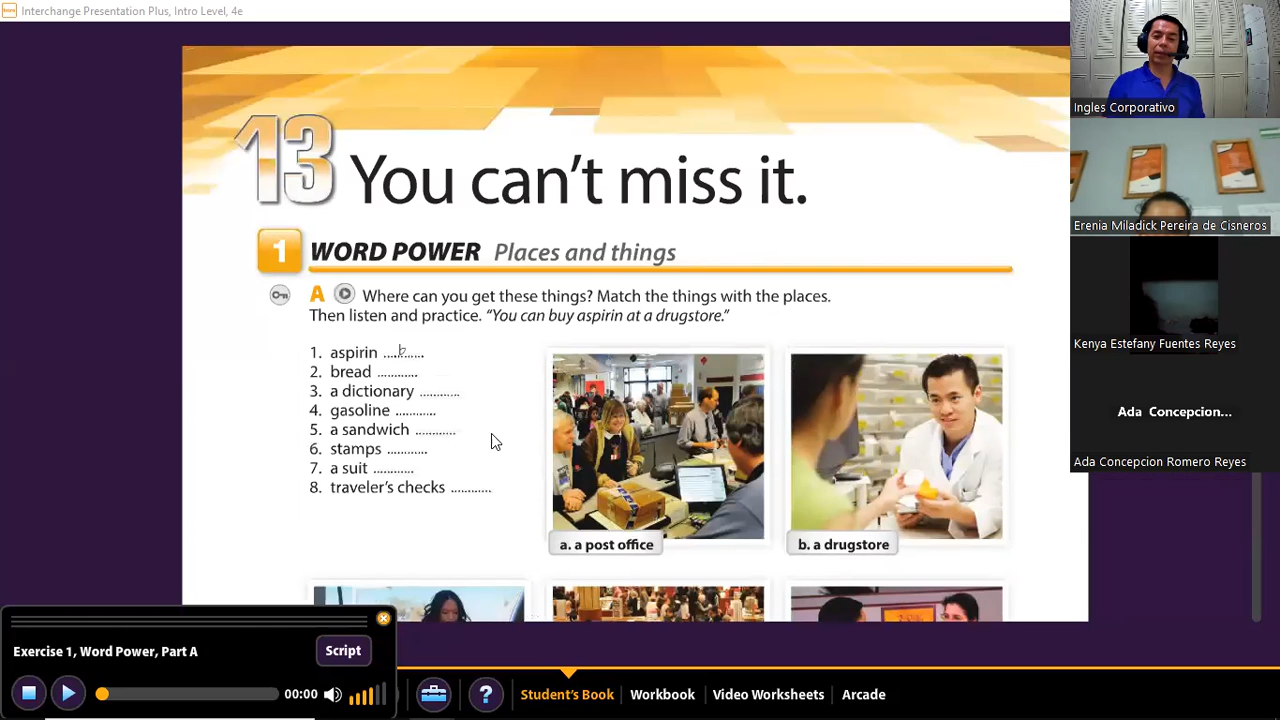 Interchange Presentation Plus, Intro Level, 4e
13 You can't miss it.
1 WORD POWER Places and things
A Where can you get these things? Match the things with the places.
Then listen and practice. "You can buy aspirin at a drugstore."
1. aspirin ....b......
2. bread ...........
3. a dictionary ...........
4. gasoline ...........
5. a sandwich ...........
6. stamps ...........
7. a suit ...........
8. traveler's checks ...........
a. a post office
b. a drugstore
Ingles Corporativo
Erenia Miladick Pereira de Cisneros
Kenya Estefany Fuentes Reyes
Ada Concepcion...
Ada Concepcion Romero Reyes
Exercise 1, Word Power, Part A
Script
00:00
?
Student's Book
Workbook
Video Worksheets
Arcade